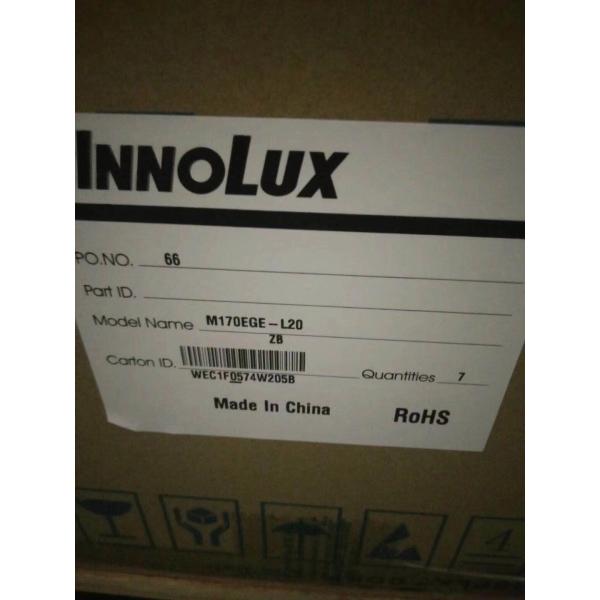 INNOLUX
PO.NO. 66
Part ID.
Model Name M170EGE-L20
ZB
Carton ID.
WEC1F0574W205B
Quantities 7
Made In China RoHS